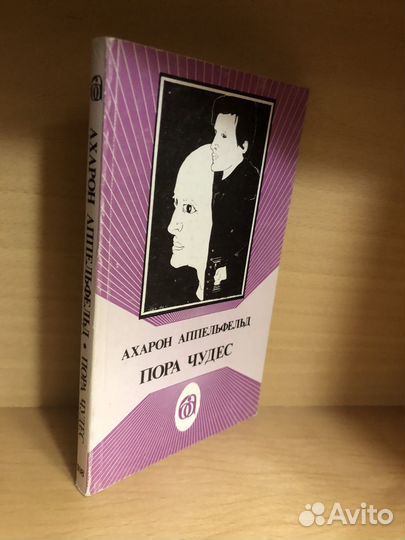 АХАРОН АППЕЛЬФЕЛЬД • ПОРА ЧУДЕС
АХАРОН АППЕЛЬФЕЛЬД
ПОРА ЧУДЕС
Avito